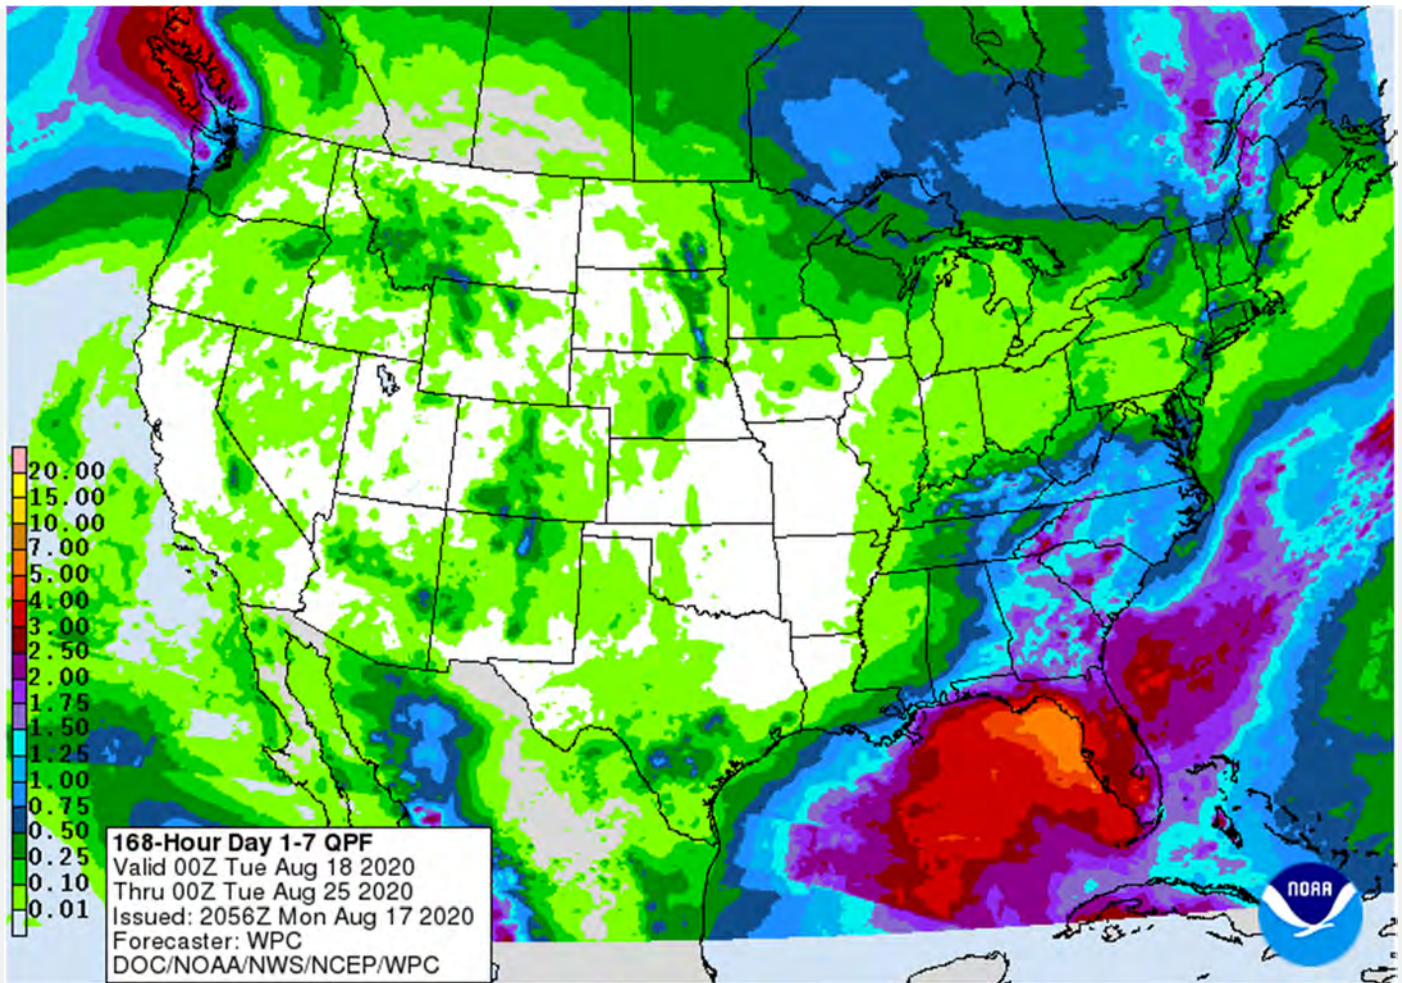 20.00
15.00
10.00
7.00
5.00
4.00
3.00
2.50
2.00
1.75
1.50
1.25
1.00
0.75
0.50
0.25
0.10
0.01
168-Hour Day 1-7 QPF
Valid 00Z Tue Aug 18 2020
Thru 00Z Tue Aug 25 2020
Issued: 2056Z Mon Aug 17 2020
Forecaster: WPC
DOC/NOAA/NWS/NCEP/WPC
NOAA